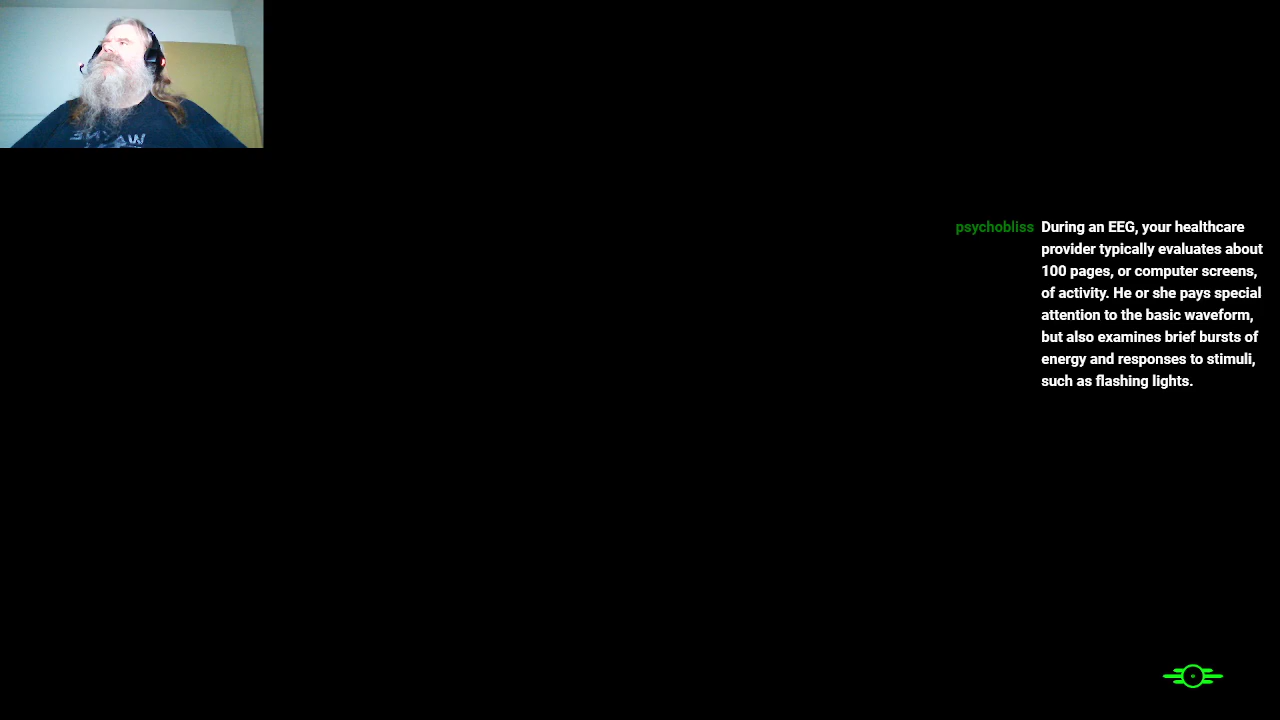 WAYNE
psychobliss During an EEG, your healthcare
provider typically evaluates about
100 pages, or computer screens,
of activity. He or she pays special
attention to the basic waveform,
but also examines brief bursts of
energy and responses to stimuli,
such as flashing lights.